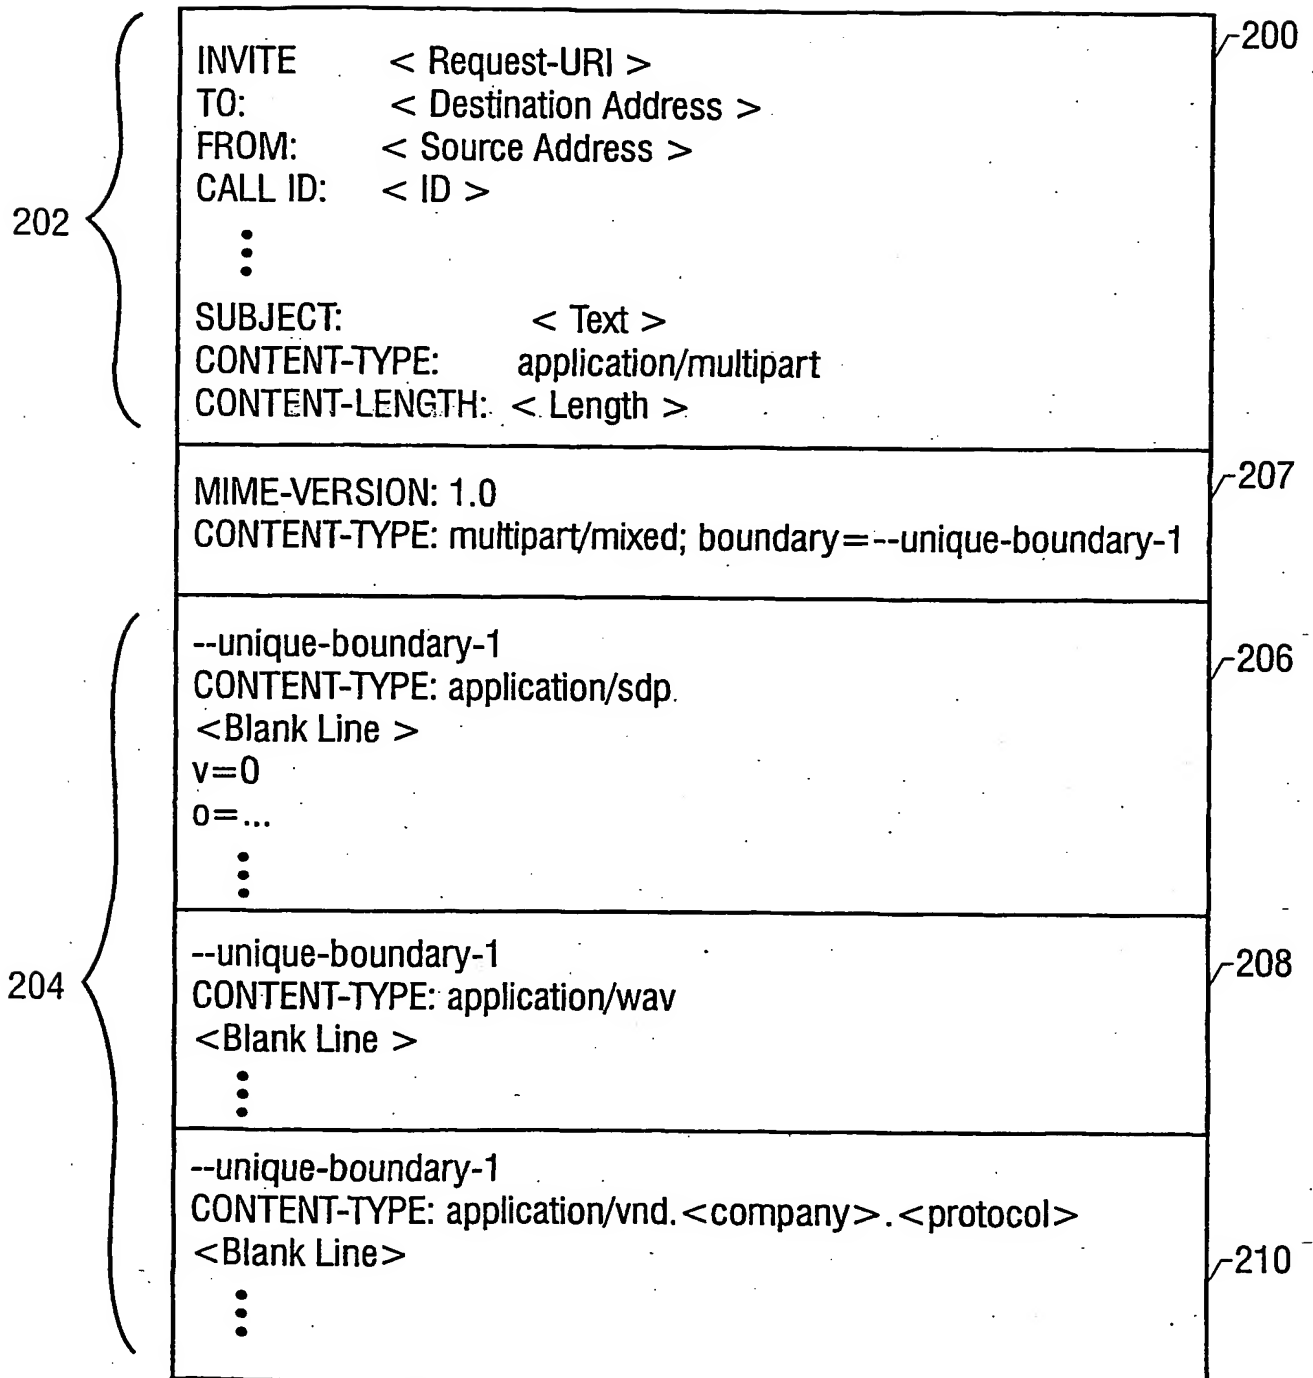 200
INVITE < Request-URI >
TO: < Destination Address >
FROM: < Source Address >
CALL ID: < ID >
202
SUBJECT: < Text >
CONTENT-TYPE: application/multipart
CONTENT-LENGTH: < Length >
207
MIME-VERSION: 1.0
CONTENT-TYPE: multipart/mixed; boundary=--unique-boundary-1
--unique-boundary-1
206
CONTENT-TYPE: application/sdp
<Blank Line >
v=0
o=...
--unique-boundary-1
208
204
CONTENT-TYPE: application/wav
<Blank Line >
--unique-boundary-1
CONTENT-TYPE: application/vnd.<company>.<protocol>
<Blank Line>
210